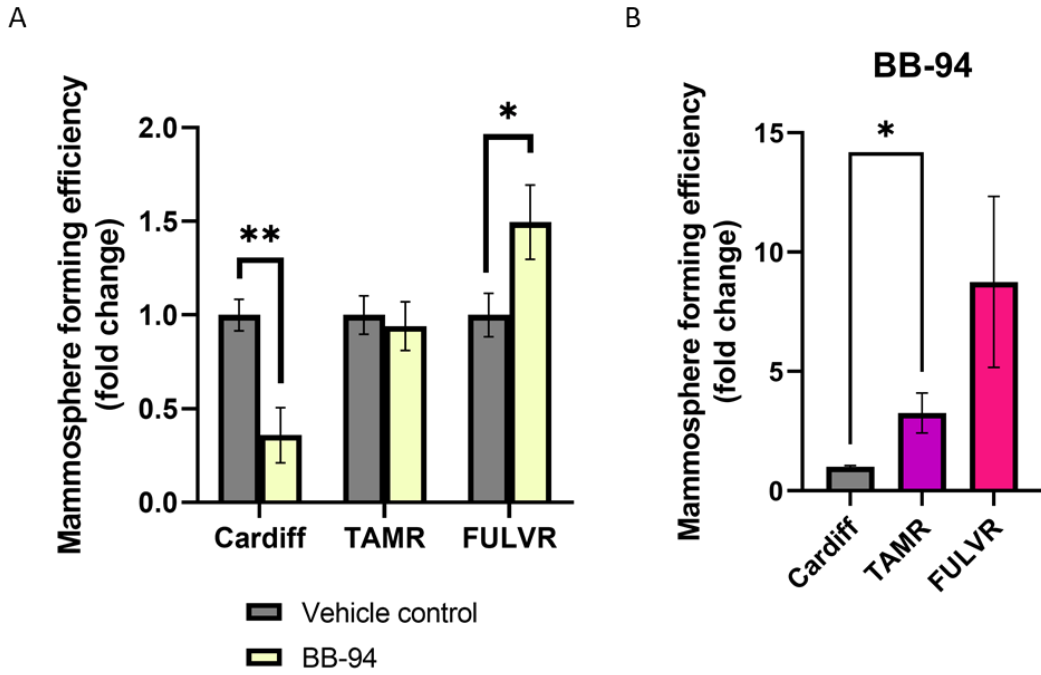 A
Mammosphere forming efficiency
(fold change)
2.0
1.5
1.0
0.5
0.0
**
*
Cardiff TAMR FULVR
Vehicle control
BB-94
B
BB-94
Mammosphere forming efficiency
(fold change)
15
10
5
0
*
Cardiff
TAMR
FULVR